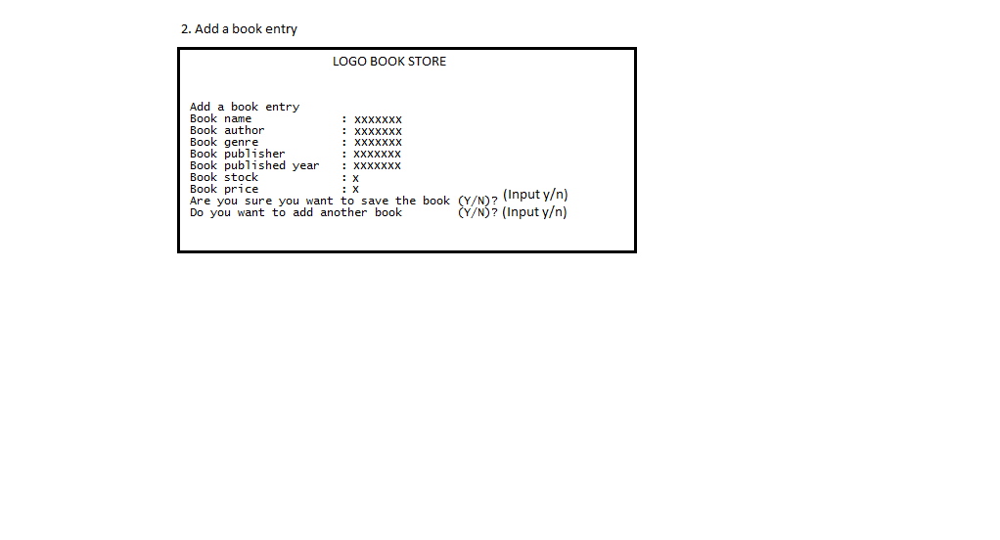 2. Add a book entry
LOGO BOOK STORE
Add a book entry
Book name : xxxxxxx
Book author : xxxxxxx
Book genre : xxxxxxx
Book publisher : xxxxxxx
Book published year : xxxxxxx
Book stock : x
Book price : x
Are you sure you want to save the book (Y/N)? (Input y/n)
Do you want to add another book (Y/N)? (Input y/n)